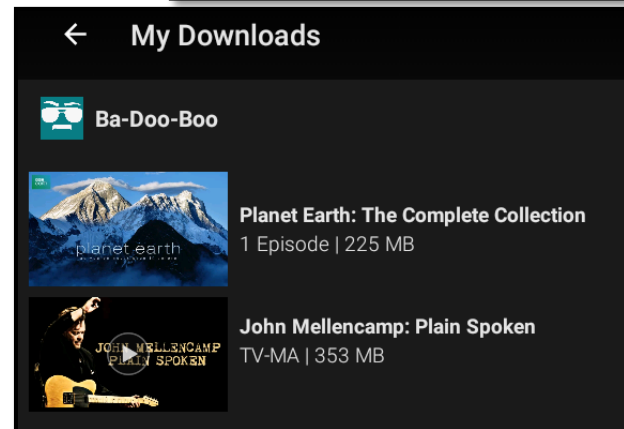 My Downloads
Ba-Doo-Boo
planet earth
Planet Earth: The Complete Collection
1 Episode | 225 MB
JOHN MELLENCAMP
PLAIN SPOKEN
John Mellencamp: Plain Spoken
TV-MA | 353 MB